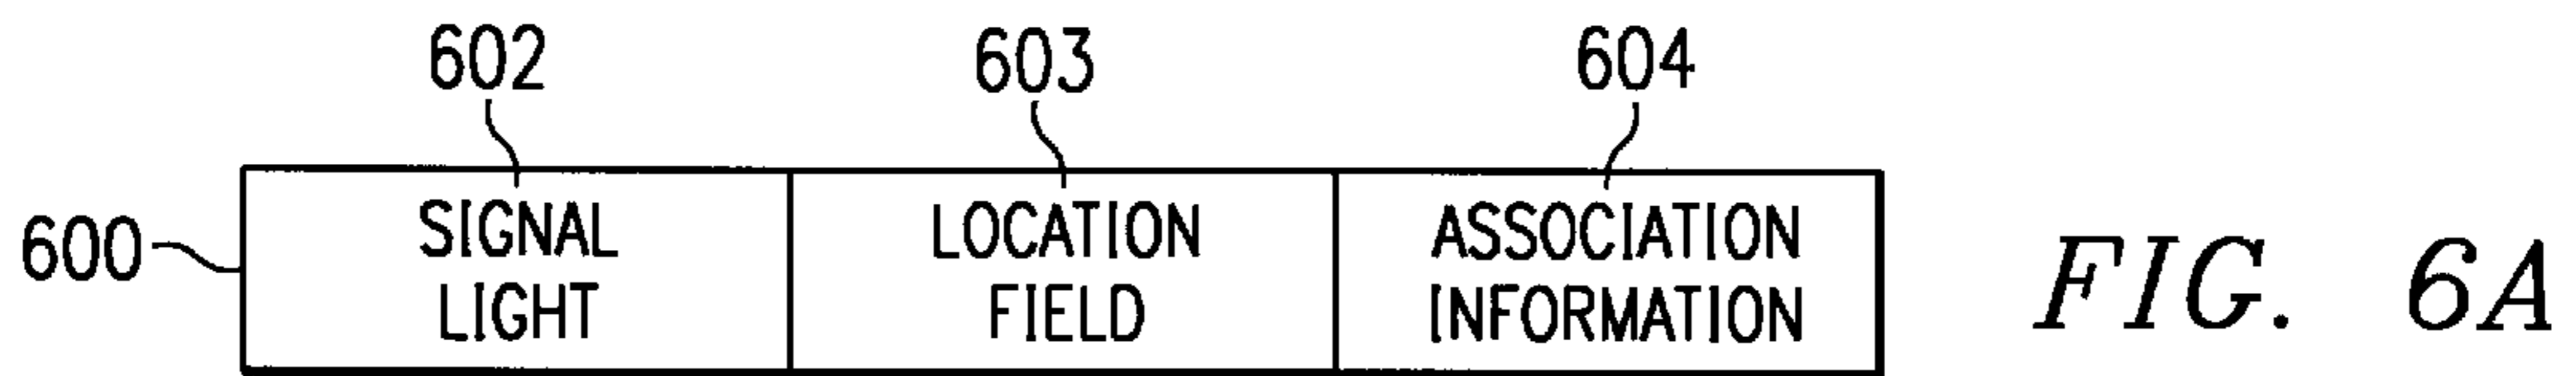 602 603 604
600
SIGNAL
LIGHT
LOCATION
FIELD
ASSOCIATION
INFORMATION
FIG. 6A